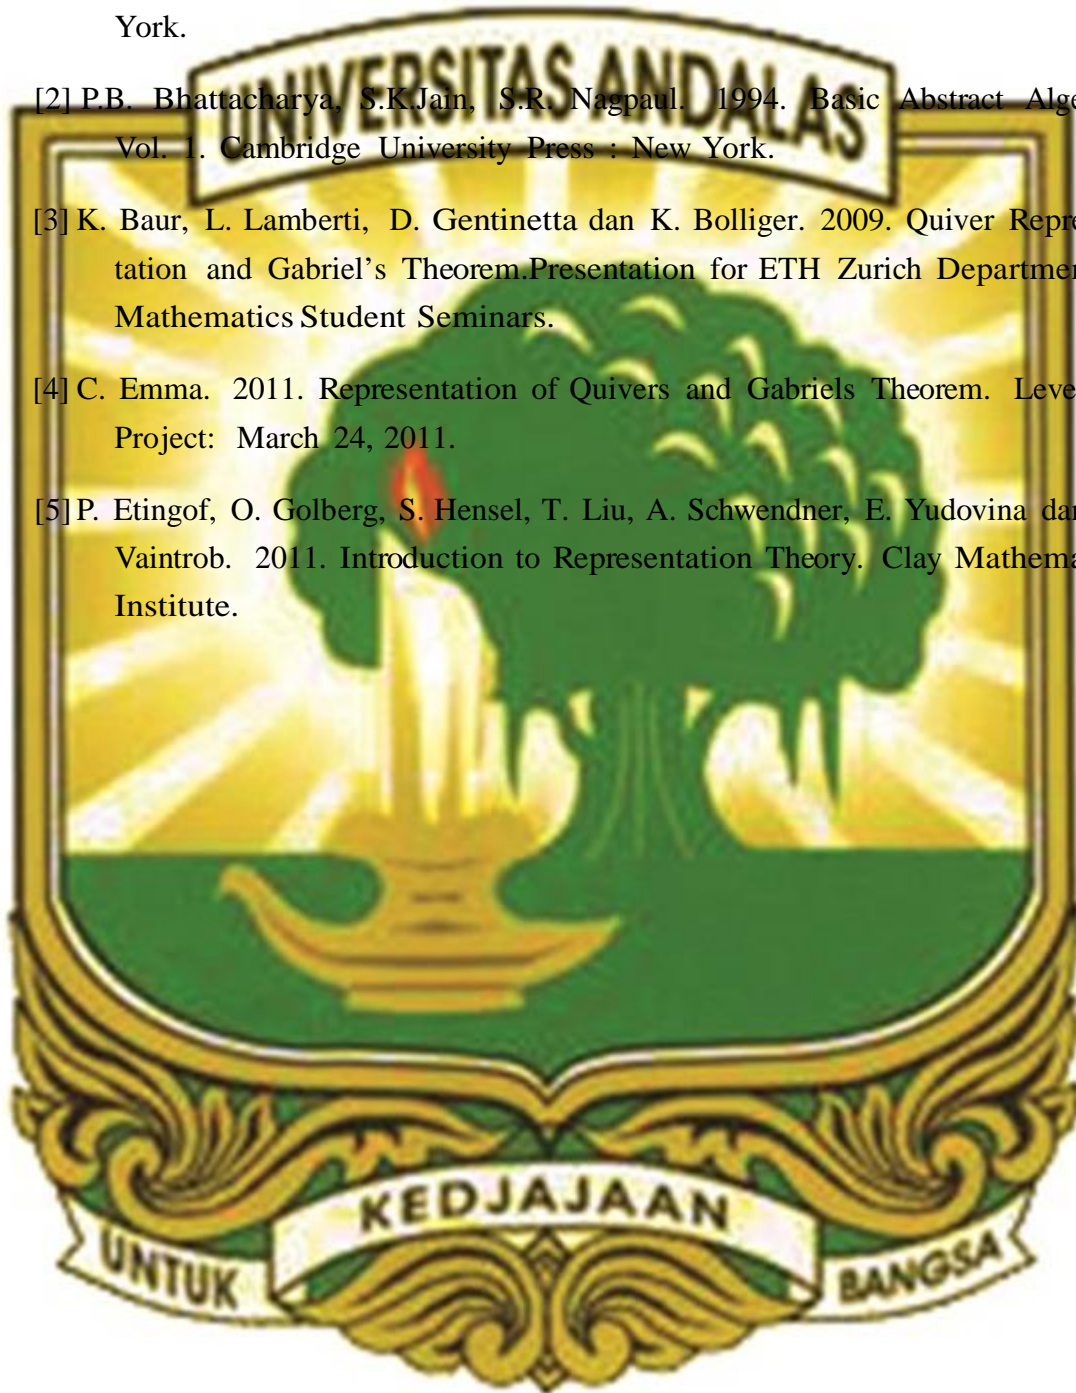 York.
UNIVERSITAS ANDALAS
[2] P.B. Bhattacharya, S.K.Jain, S.R. Nagpaul. 1994. Basic Abstract Alge
Vol. 1. Cambridge University Press : New York.
[3] K. Baur, L. Lamberti, D. Gentinetta dan K. Bolliger. 2009. Quiver Repre
tation and Gabriel’s Theorem.Presentation for ETH Zurich Departmen
Mathematics Student Seminars.
[4] C. Emma. 2011. Representation of Quivers and Gabriels Theorem. Leve
Project: March 24, 2011.
[5] P. Etingof, O. Golberg, S. Hensel, T. Liu, A. Schwendner, E. Yudovina dan
Vaintrob. 2011. Introduction to Representation Theory. Clay Mathema
Institute.
KEDJAJAAN
UNTUK BANGSA